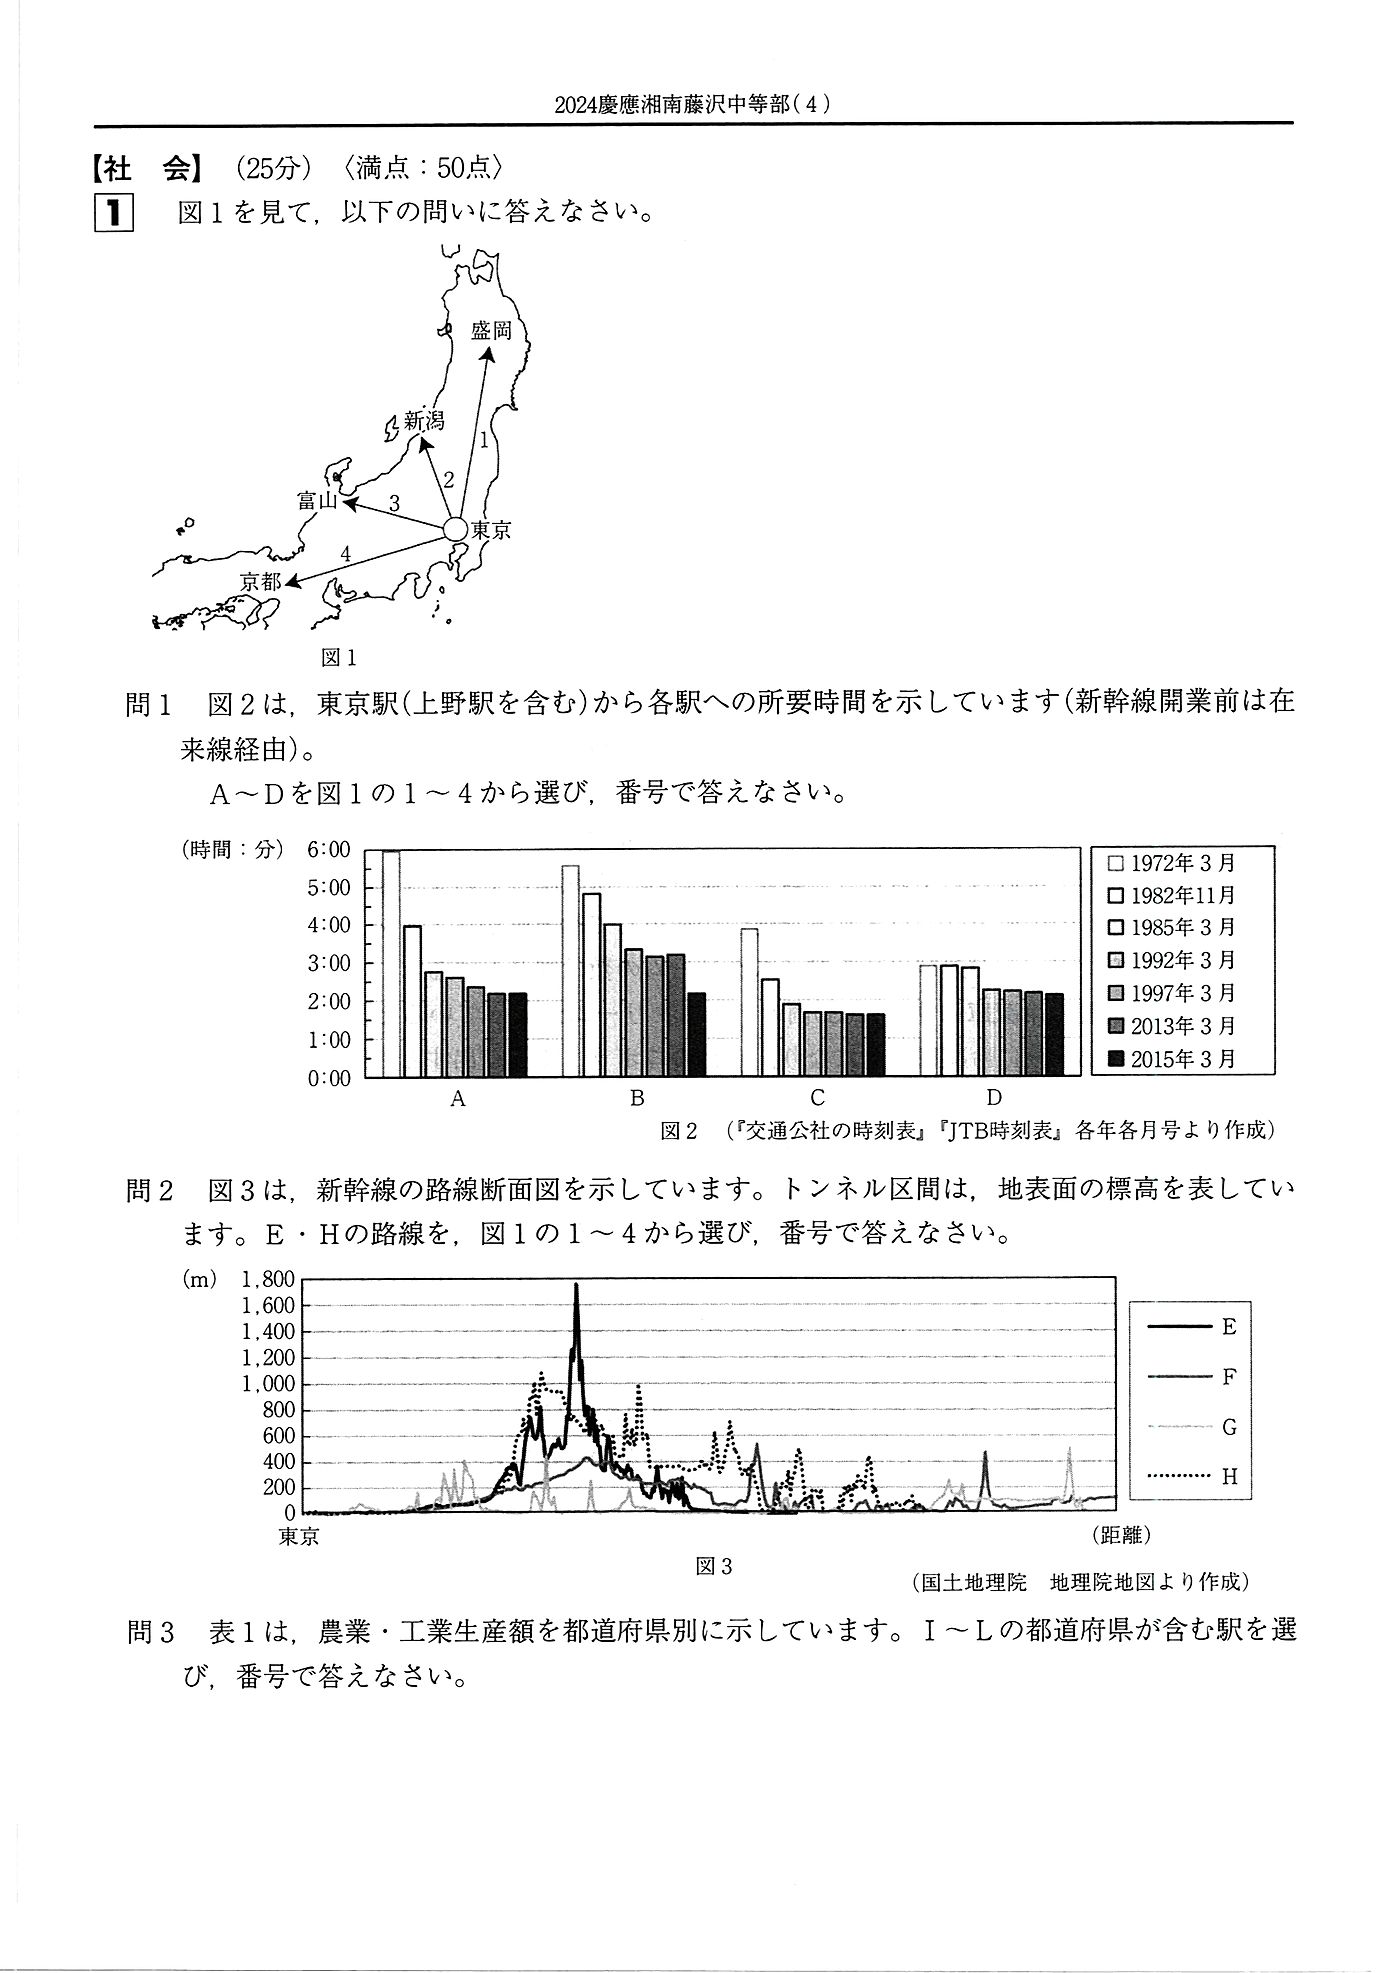 2024慶應湘南藤沢中等部(4)
【社　会】（25分）〈満点：50点〉
1　図1を見て，以下の問いに答えなさい。
盛岡
新潟
1
2
富山
3
東京
4
京都
図1
問1　図2は，東京駅(上野駅を含む)から各駅への所要時間を示しています(新幹線開業前は在
来線経由)。
A～Dを図1の1～4から選び，番号で答えなさい。
(時間：分)
6:00
5:00
4:00
3:00
2:00
1:00
0:00
A　B　C　D
1972年3月
1982年11月
1985年3月
1992年3月
1997年3月
2013年3月
2015年3月
図2　(『交通公社の時刻表』『JTB時刻表』各年各月号より作成)
問2　図3は，新幹線の路線断面図を示しています。トンネル区間は，地表面の標高を表してい
ます。E・Hの路線を，図1の1～4から選び，番号で答えなさい。
(m)
1,800
1,600
1,400
1,200
1,000
800
600
400
200
0
東京
(距離)
E
F
G
H
図3
(国土地理院　地理院地図より作成)
問3　表1は，農業・工業生産額を都道府県別に示しています。I～Lの都道府県が含む駅を選
び，番号で答えなさい。